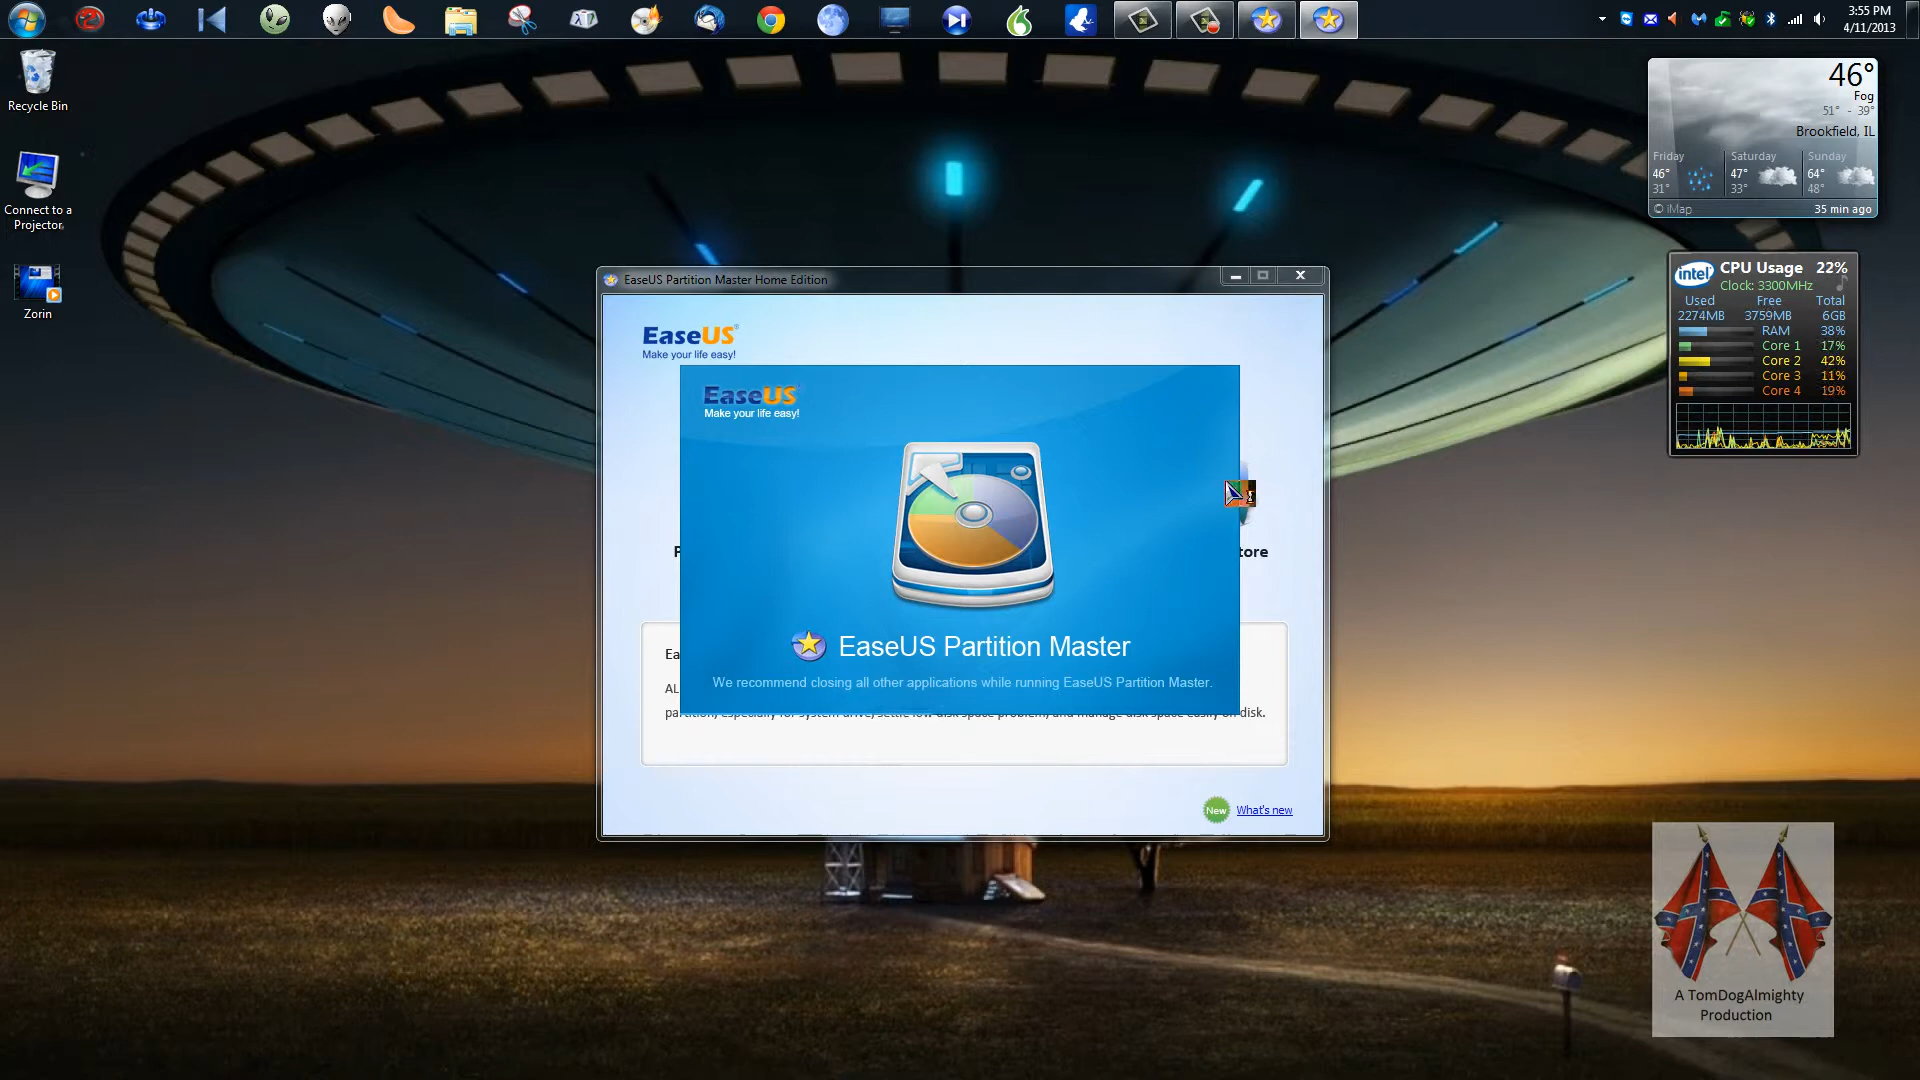 3:55 PM
4/11/2013
Recycle Bin
Connect to a
Projector
Zorin
46°
Fog
51° - 39°
Brookfield, IL
Friday
Saturday
Sunday
46°
47°
64°
31°
33°
48°
© iMap
35 min ago
intel
CPU Usage 22%
Clock: 3300MHz
Used Free Total
2274MB 3759MB 6GB
RAM 38%
Core 1 17%
Core 2 42%
Core 3 11%
Core 4 19%
EaseUS Partition Master Home Edition
EaseUS
Make your life easy!
EaseUS
Make your life easy!
EaseUS Partition Master
We recommend closing all other applications while running EaseUS Partition Master.
disk.
New
What's new
A TomDogAlmighty
Production